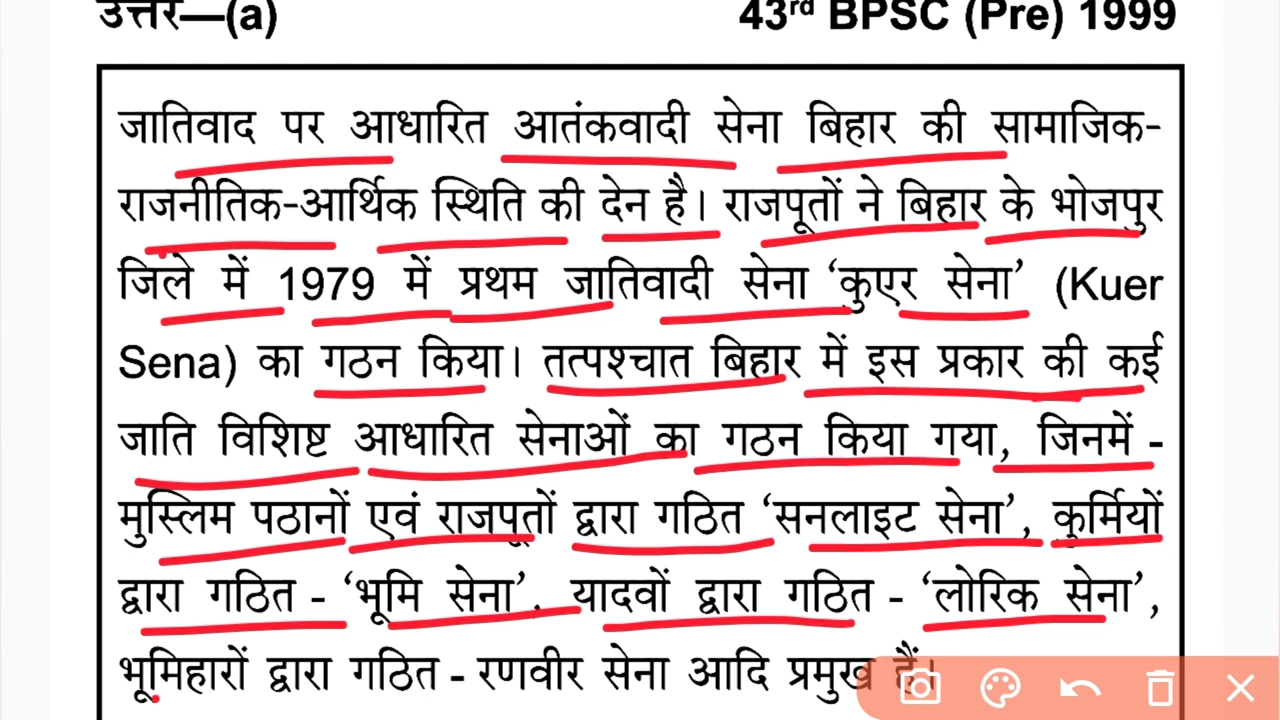 उत्तर—(a) 43rd BPSC (Pre) 1999
जातिवाद पर आधारित आतंकवादी सेना बिहार की सामाजिक-
राजनीतिक-आर्थिक स्थिति की देन है। राजपूतों ने बिहार के भोजपुर
जिले में 1979 में प्रथम जातिवादी सेना ‘कुएर सेना’ (Kuer
Sena) का गठन किया। तत्पश्चात बिहार में इस प्रकार की कई
जाति विशिष्ट आधारित सेनाओं का गठन किया गया, जिनमें -
मुस्लिम पठानों एवं राजपूतों द्वारा गठित ‘सनलाइट सेना’, कुर्मियों
द्वारा गठित - ‘भूमि सेना’, यादवों द्वारा गठित - ‘लोरिक सेना’,
भूमिहारों द्वारा गठित - रणवीर सेना आदि प्रमुख हैं।